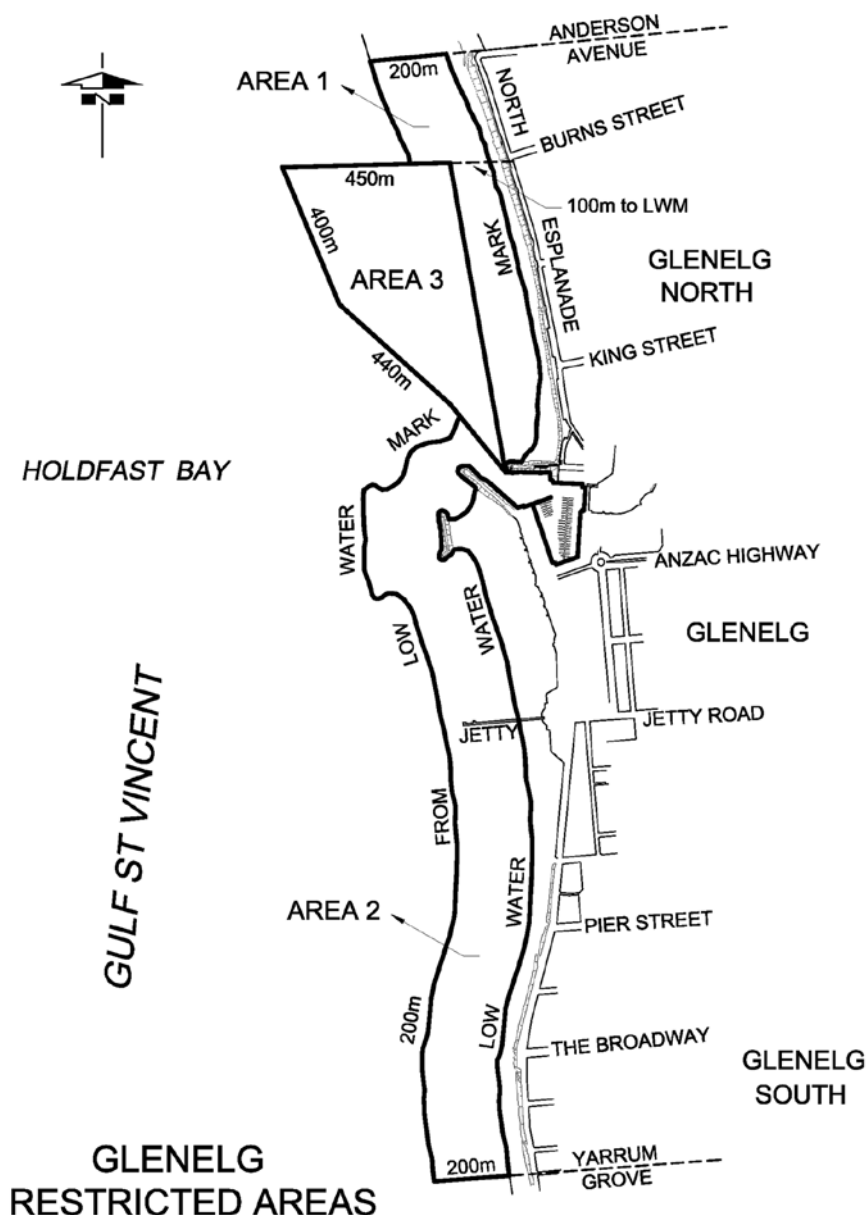 ANDERSON
AVENUE
200m
AREA 1
NORTH
BURNS STREET
450m
100m to LWM
400m
MARK
ESPLANADE
AREA 3
GLENELG
NORTH
KING STREET
440m
MARK
HOLDFAST BAY
WATER
ANZAC HIGHWAY
WATER
LOW
GLENELG
JETTY
JETTY ROAD
GULF ST VINCENT
FROM
WATER
AREA 2
PIER STREET
200m
LOW
THE BROADWAY
GLENELG
SOUTH
GLENELG
RESTRICTED AREAS
200m
YARRUM
GROVE
N